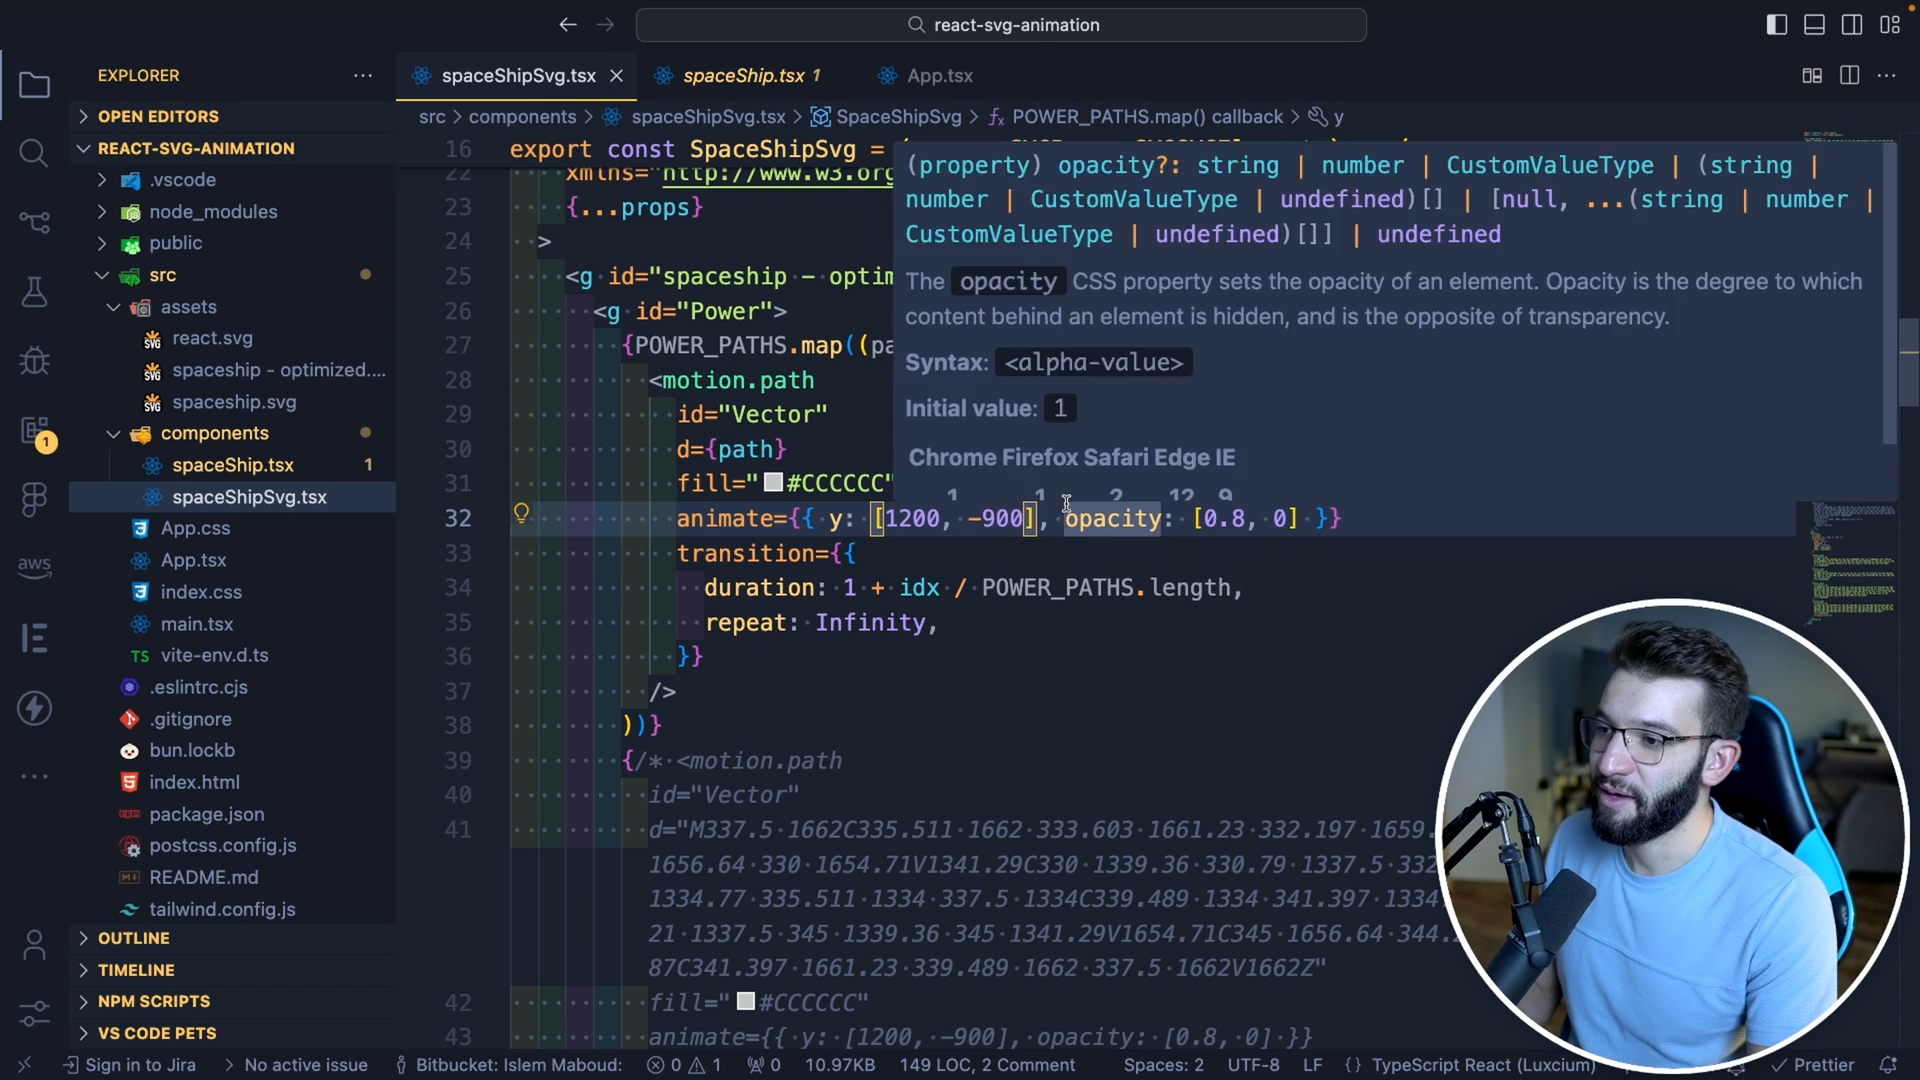 react-svg-animation
EXPLORER
OPEN EDITORS
REACT-SVG-ANIMATION
.vscode
node_modules
public
src
assets
react.svg
spaceship - optimized....
spaceship.svg
components
spaceShip.tsx 1
spaceShipSvg.tsx
App.css
App.tsx
index.css
main.tsx
TS vite-env.d.ts
.eslintrc.cjs
.gitignore
bun.lockb
index.html
package.json
postcss.config.js
README.md
tailwind.config.js
OUTLINE
TIMELINE
NPM SCRIPTS
VS CODE PETS
aws
1
spaceShipSvg.tsx
spaceShip.tsx 1
App.tsx
src > components > spaceShipSvg.tsx > SpaceShipSvg > POWER_PATHS.map() callback > y
16 export const SpaceShipSvg = (
22 xmlns="http://www.w3.org
23 {...props}
24 >
25 <g id="spaceship - optim
26 <g id="Power">
27 {POWER_PATHS.map((pa
28 <motion.path
29 id="Vector"
30 d={path}
31 fill="#CCCCCC"
32 animate={{ y: [1200, -900], opacity: [0.8, 0] }}
33 transition={{
34 duration: 1 + idx / POWER_PATHS.length,
35 repeat: Infinity,
36 }}
37 />
38 ))}
39 {/* <motion.path
40 id="Vector"
41 d="M337.5 1662C335.511 1662 333.603 1661.23 332.197 1659.
1656.64 330 1654.71V1341.29C330 1339.36 330.79 1337.5 332
1334.77 335.511 1334 337.5 1334C339.489 1334 341.397 1334
21 1337.5 345 1339.36 345 1341.29V1654.71C345 1656.64 344.
87C341.397 1661.23 339.489 1662 337.5 1662V1662Z"
42 fill="#CCCCCC"
43 animate={{ y: [1200, -900], opacity: [0.8, 0] }}
(property) opacity?: string | number | CustomValueType | (string |
number | CustomValueType | undefined)[] | [null, ...(string | number |
CustomValueType | undefined)[]] | undefined
The opacity CSS property sets the opacity of an element. Opacity is the degree to which
content behind an element is hidden, and is the opposite of transparency.
Syntax: <alpha-value>
Initial value: 1
Chrome Firefox Safari Edge IE
1 1 2 12 9
Sign in to Jira
No active issue
Bitbucket: Islem Maboud:
0 1
0
10.97KB
149 LOC, 2 Comment
Spaces: 2
UTF-8
LF
{} TypeScript React (Luxcium)
Prettier